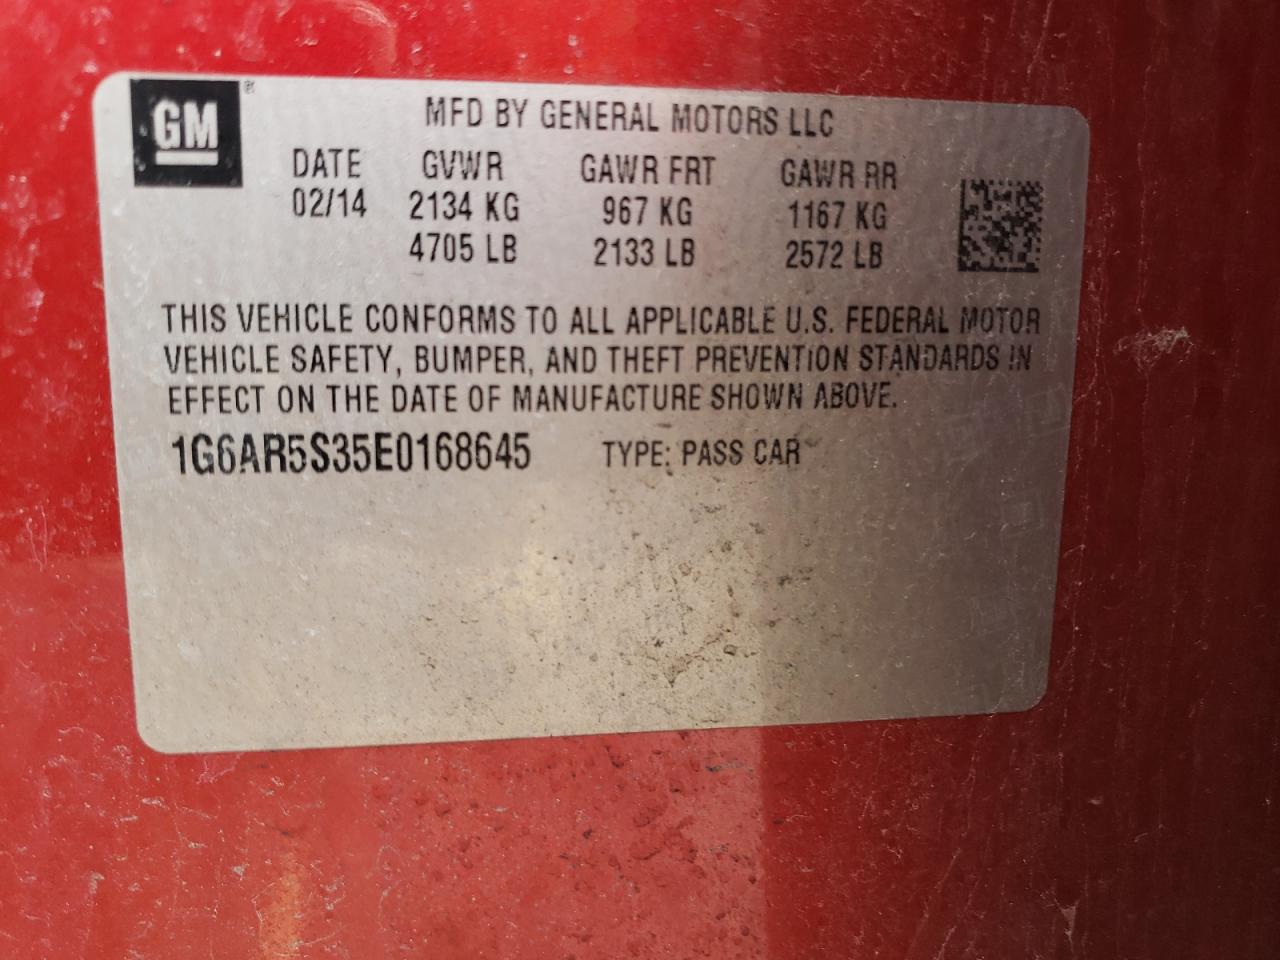 GM®
MFD BY GENERAL MOTORS LLC
DATE GVWR GAWR FRT GAWR RR
02/14 2134 KG 967 KG 1167 KG
4705 LB 2133 LB 2572 LB
THIS VEHICLE CONFORMS TO ALL APPLICABLE U.S. FEDERAL MOTOR
VEHICLE SAFETY, BUMPER, AND THEFT PREVENTION STANDARDS IN
EFFECT ON THE DATE OF MANUFACTURE SHOWN ABOVE.
1G6AR5S35E0168645 TYPE: PASS CAR